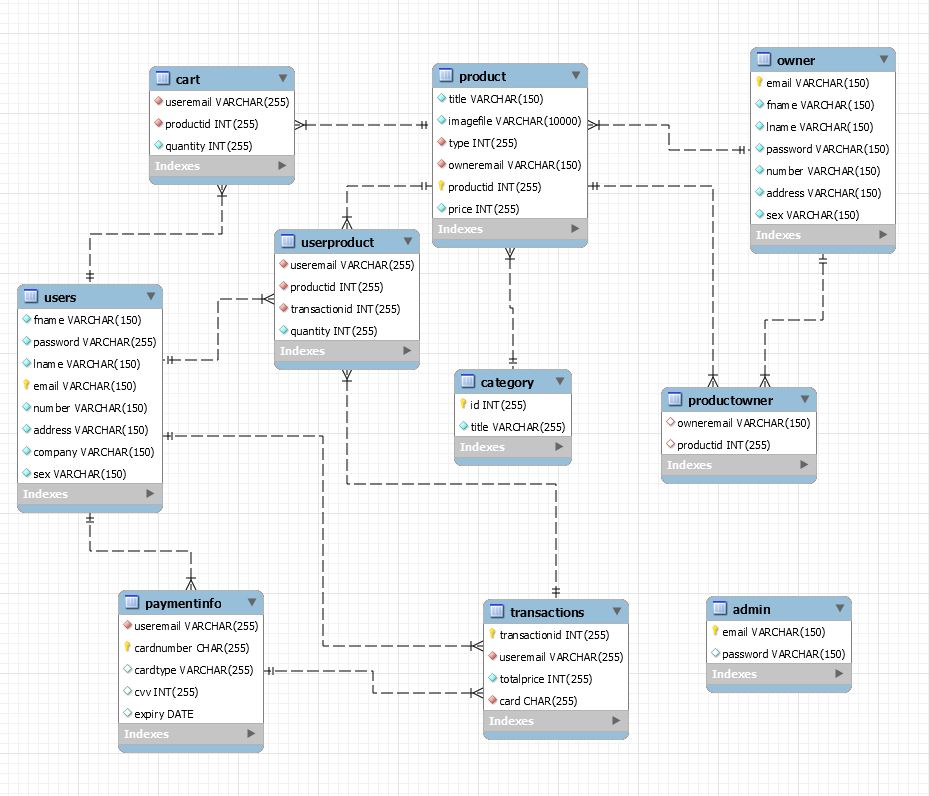 cart
useremail VARCHAR(255)
productid INT(255)
quantity INT(255)
Indexes
product
title VARCHAR(150)
imagefile VARCHAR(10000)
type INT(255)
owneremail VARCHAR(150)
productid INT(255)
price INT(255)
Indexes
owner
email VARCHAR(150)
fname VARCHAR(150)
lname VARCHAR(150)
password VARCHAR(150)
number VARCHAR(150)
address VARCHAR(150)
sex VARCHAR(150)
Indexes
userproduct
useremail VARCHAR(255)
productid INT(255)
transactionid INT(255)
quantity INT(255)
Indexes
users
fname VARCHAR(150)
password VARCHAR(255)
lname VARCHAR(150)
email VARCHAR(150)
number VARCHAR(150)
address VARCHAR(150)
company VARCHAR(150)
sex VARCHAR(150)
Indexes
category
id INT(255)
title VARCHAR(255)
Indexes
productowner
owneremail VARCHAR(150)
productid INT(255)
Indexes
paymentinfo
useremail VARCHAR(255)
cardnumber CHAR(255)
cardtype VARCHAR(255)
cvv INT(255)
expiry DATE
Indexes
transactions
transactionid INT(255)
useremail VARCHAR(255)
totalprice INT(255)
card CHAR(255)
Indexes
admin
email VARCHAR(150)
password VARCHAR(150)
Indexes